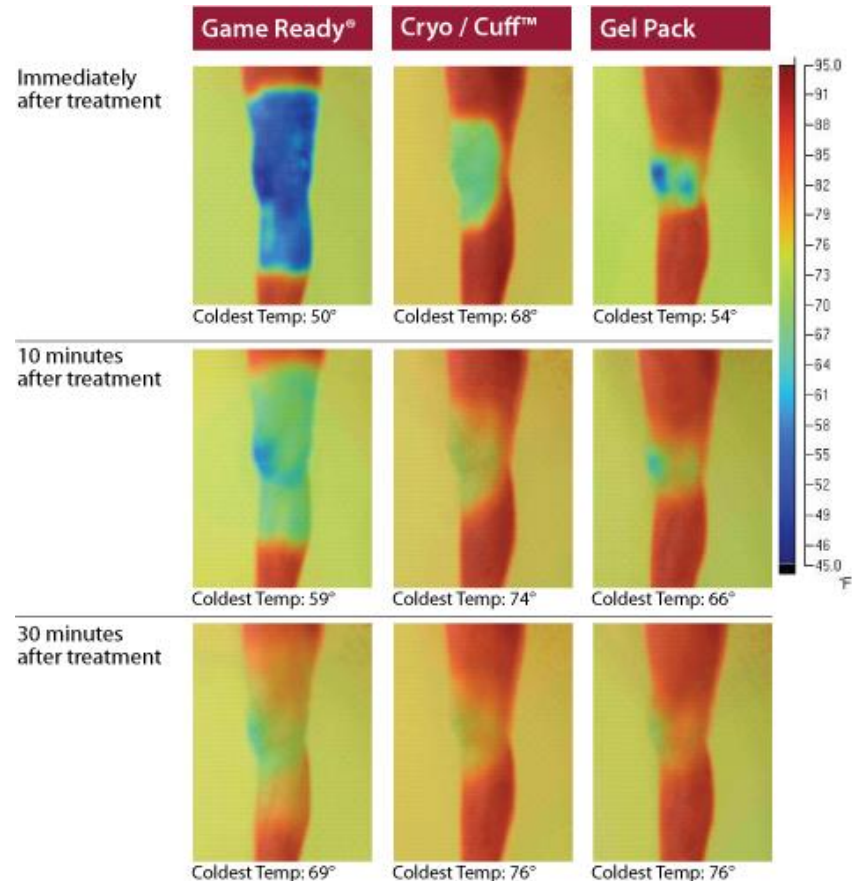 Game Ready®
Cryo / Cuff™
Gel Pack
Immediately
after treatment
Coldest Temp: 50°
Coldest Temp: 68°
Coldest Temp: 54°
10 minutes
after treatment
Coldest Temp: 59°
Coldest Temp: 74°
Coldest Temp: 66°
30 minutes
after treatment
Coldest Temp: 69°
Coldest Temp: 76°
Coldest Temp: 76°
95.0
91
88
85
82
79
76
73
70
67
64
61
58
55
52
49
46
45.0
°F